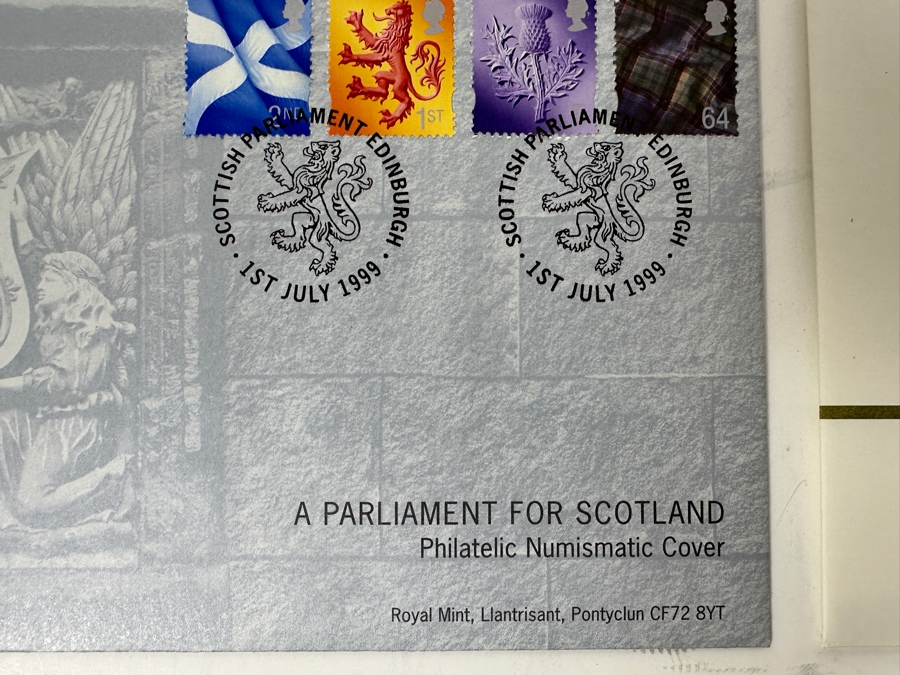 2ND
1ST
64
SCOTTISH PARLIAMENT EDINBURGH
· 1ST JULY 1999 ·
SCOTTISH PARLIAMENT EDINBURGH
· 1ST JULY 1999 ·
A PARLIAMENT FOR SCOTLAND
Philatelic Numismatic Cover
Royal Mint, Llantrisant, Pontyclun CF72 8YT